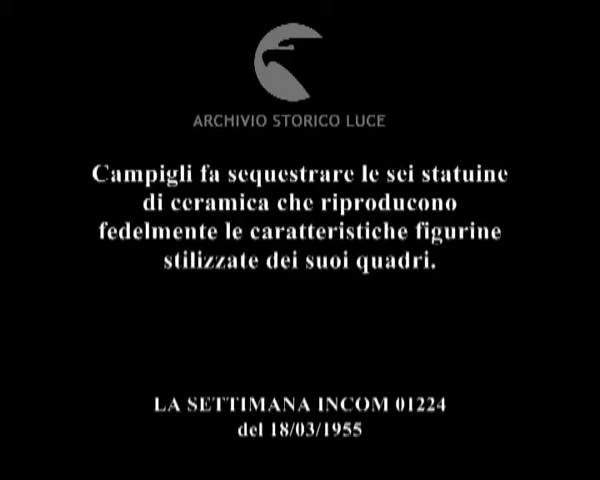 ARCHIVIO STORICO LUCE
Campigli fa sequestrare le sei statuine
di ceramica che riproducono
fedelmente le caratteristiche figurine
stilizzate dei suoi quadri.
LA SETTIMANA INCOM 01224
del 18/03/1955